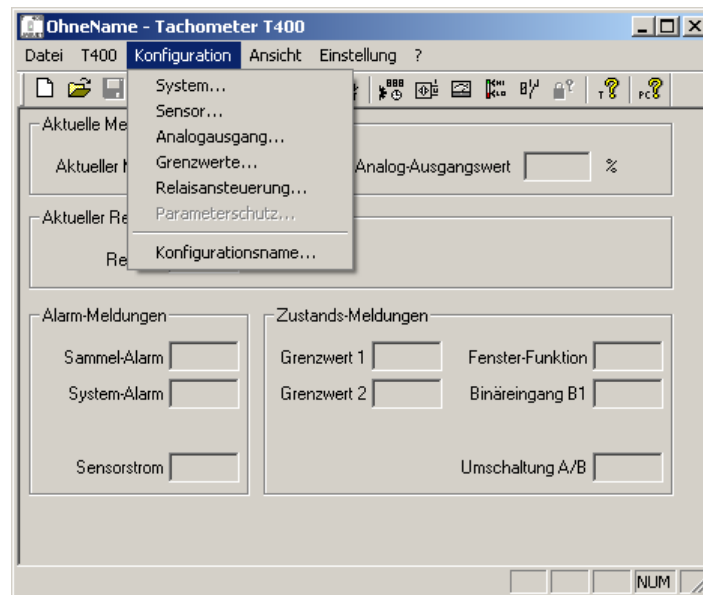 OhneName - Tachometer T400
Datei T400 Konfiguration Ansicht Einstellung ?
System...
Sensor...
Analogausgang...
Grenzwerte...
Relaisansteuerung...
Parameterschutz...
Konfigurationsname...
Aktuelle Me
Aktueller M
Analog-Ausgangswert %
Aktueller Re
Re
Alarm-Meldungen
Zustands-Meldungen
Sammel-Alarm
Grenzwert 1
Fenster-Funktion
System-Alarm
Grenzwert 2
Binäreingang B1
Sensorstrom
Umschaltung A/B
NUM